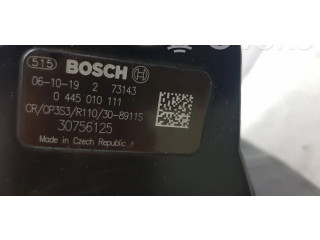 515 BOSCH
06-10-19 2 73143
0 445 010 111
CR/CP3S3/R110/30-8911S
30756125
Made in Czech Republic